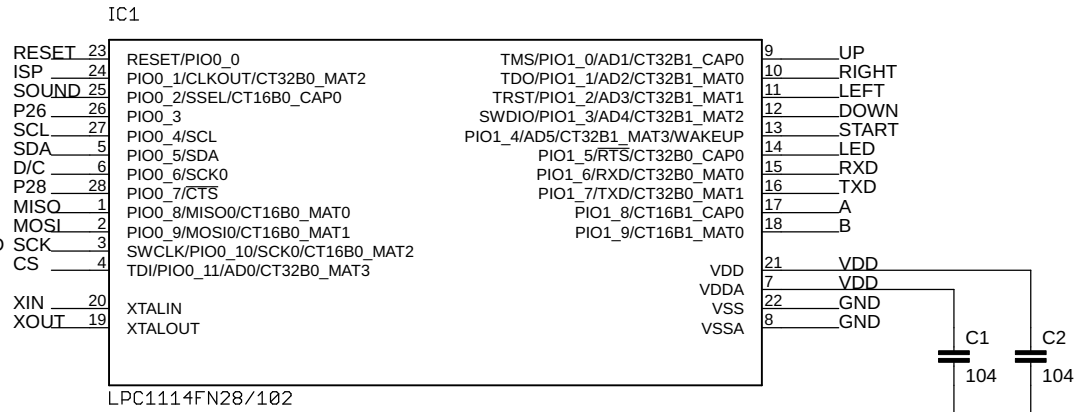 IC1
RESET 23 RESET/PIO0_0 TMS/PIO1_0/AD1/CT32B1_CAP0 9 UP
ISP 24 PIO0_1/CLKOUT/CT32B0_MAT2 TDO/PIO1_1/AD2/CT32B1_MAT0 10 RIGHT
SOUND 25 PIO0_2/SSEL/CT16B0_CAP0 TRST/PIO1_2/AD3/CT32B1_MAT1 11 LEFT
P26 26 PIO0_3 SWDIO/PIO1_3/AD4/CT32B1_MAT2 12 DOWN
SCL 27 PIO0_4/SCL PIO1_4/AD5/CT32B1_MAT3/WAKEUP 13 START
SDA 5 PIO0_5/SDA PIO1_5/RTS/CT32B0_CAP0 14 LED
D/C 6 PIO0_6/SCK0 PIO1_6/RXD/CT32B0_MAT0 15 RXD
P28 28 PIO0_7/CTS PIO1_7/TXD/CT32B0_MAT1 16 TXD
MISO 1 PIO0_8/MISO0/CT16B0_MAT0 PIO1_8/CT16B1_CAP0 17 A
MOSI 2 PIO0_9/MOSI0/CT16B0_MAT1 PIO1_9/CT16B1_MAT0 18 B
SCK 3 SWCLK/PIO0_10/SCK0/CT16B0_MAT2
CS 4 TDI/PIO0_11/AD0/CT32B0_MAT3 VDD 21 VDD
VDDA 7 VDD
XIN 20 XTALIN VSS 22 GND
XOUT 19 XTALOUT VSSA 8 GND
C1 C2
104 104
LPC1114FN28/102